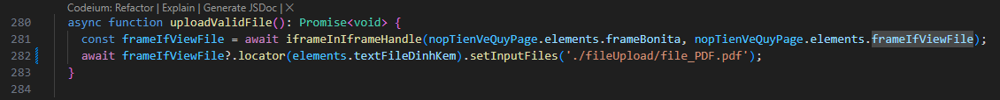 Codeium: Refactor | Explain | Generate JSDoc | X
280 async function uploadValidFile(): Promise<void> {
281 const frameIfViewFile = await iframeInIframeHandle(nopTienVeQuyPage.elements.frameBonita, nopTienVeQuyPage.elements.frameIfViewFile);
282 await frameIfViewFile?.locator(elements.textFileDinhKem).setInputFiles('./fileUpload/file_PDF.pdf');
283 }
284